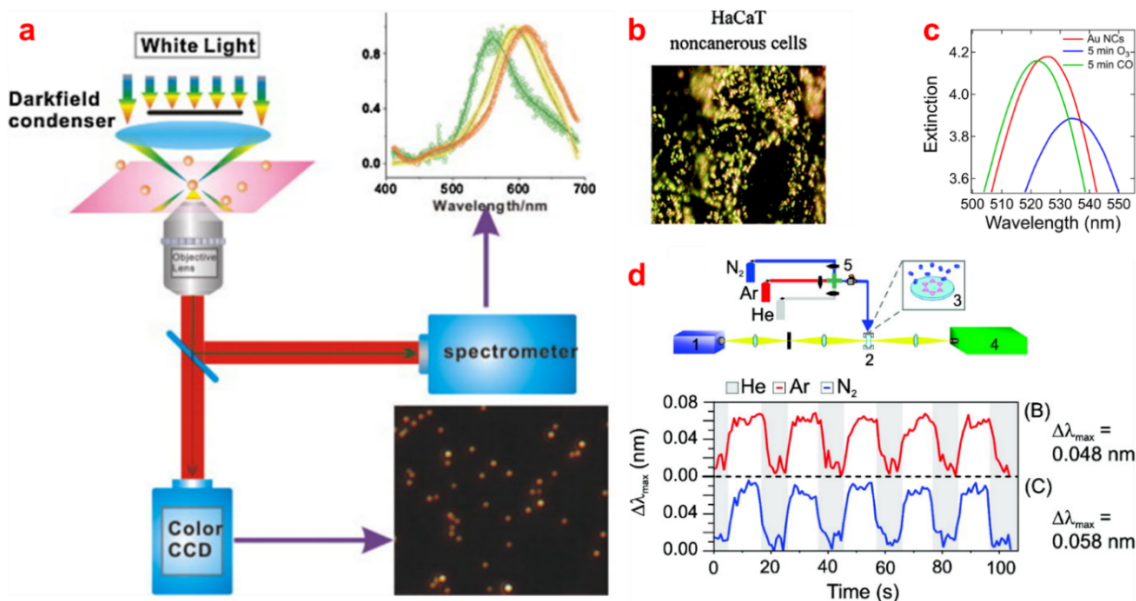 a
White Light
Darkfield
condenser
Objective
Lens
spectrometer
Color
CCD
0.8
0.4
0.0
400
500
600
700
Wavelength/nm
b
HaCaT
noncanerous cells
c
Au NCs
5 min O₃
5 min CO
4.2
3.9
3.6
Extinction
500 510 520 530 540 550
Wavelength (nm)
d
N₂
Ar
He
5
3
1
2
4
He Ar N₂
0.08
0.04
0.00
0.04
0.00
Δλmax (nm)
(B)
Δλmax =
0.048 nm
(C)
Δλmax =
0.058 nm
0 20 40 60 80 100
Time (s)